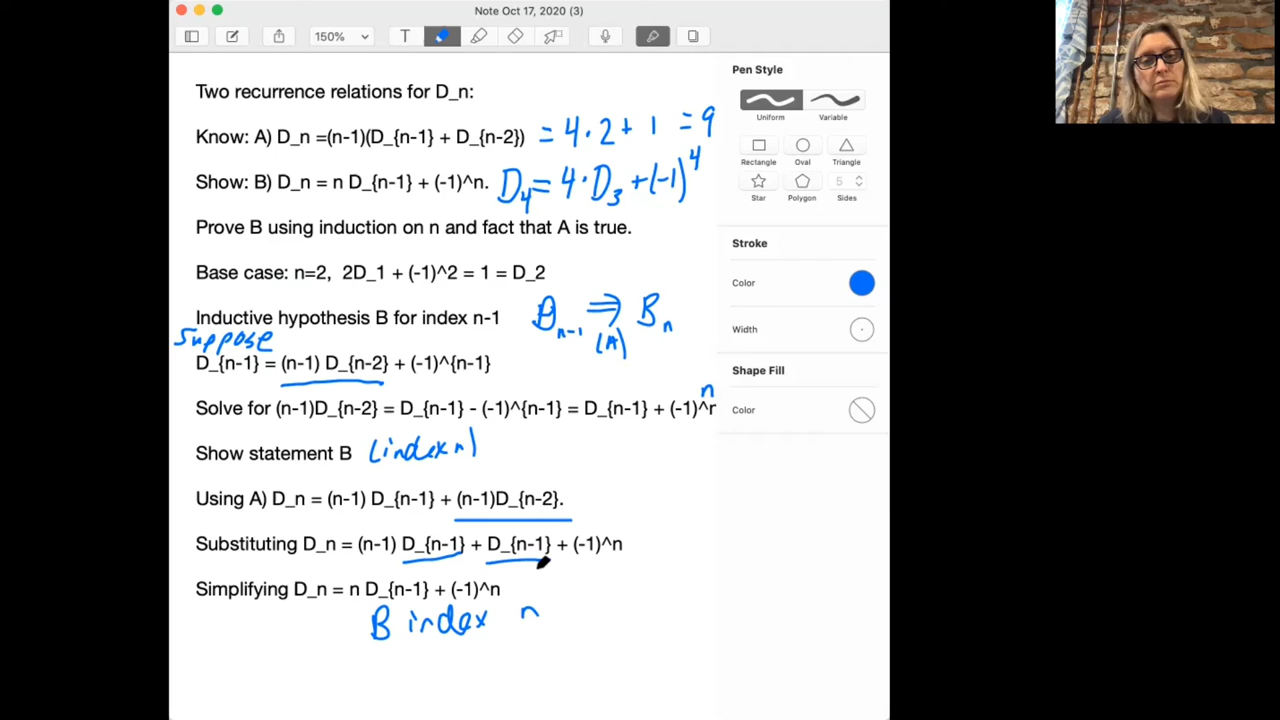 Note Oct 17, 2020 (3)
150%
T
Two recurrence relations for D_n:
Know: A) D_n =(n-1)(D_{n-1} + D_{n-2}) = 4·2 + 1 = 9
Show: B) D_n = n D_{n-1} + (-1)^n. D₄ = 4·D₃ + (-1)⁴
Prove B using induction on n and fact that A is true.
Base case: n=2, 2D_1 + (-1)^2 = 1 = D_2
Inductive hypothesis B for index n-1 Bₙ₋₁ ⇒ Bₙ
(A)
Suppose
D_{n-1} = (n-1) D_{n-2} + (-1)^{n-1}
n
Solve for (n-1)D_{n-2} = D_{n-1} - (-1)^{n-1} = D_{n-1} + (-1)^n
Show statement B (index n)
Using A) D_n = (n-1) D_{n-1} + (n-1)D_{n-2}.
Substituting D_n = (n-1) D_{n-1} + D_{n-1} + (-1)^n
Simplifying D_n = n D_{n-1} + (-1)^n
B index n
Pen Style
Uniform Variable
Rectangle Oval Triangle
5
Star Polygon Sides
Stroke
Color
Width
Shape Fill
Color